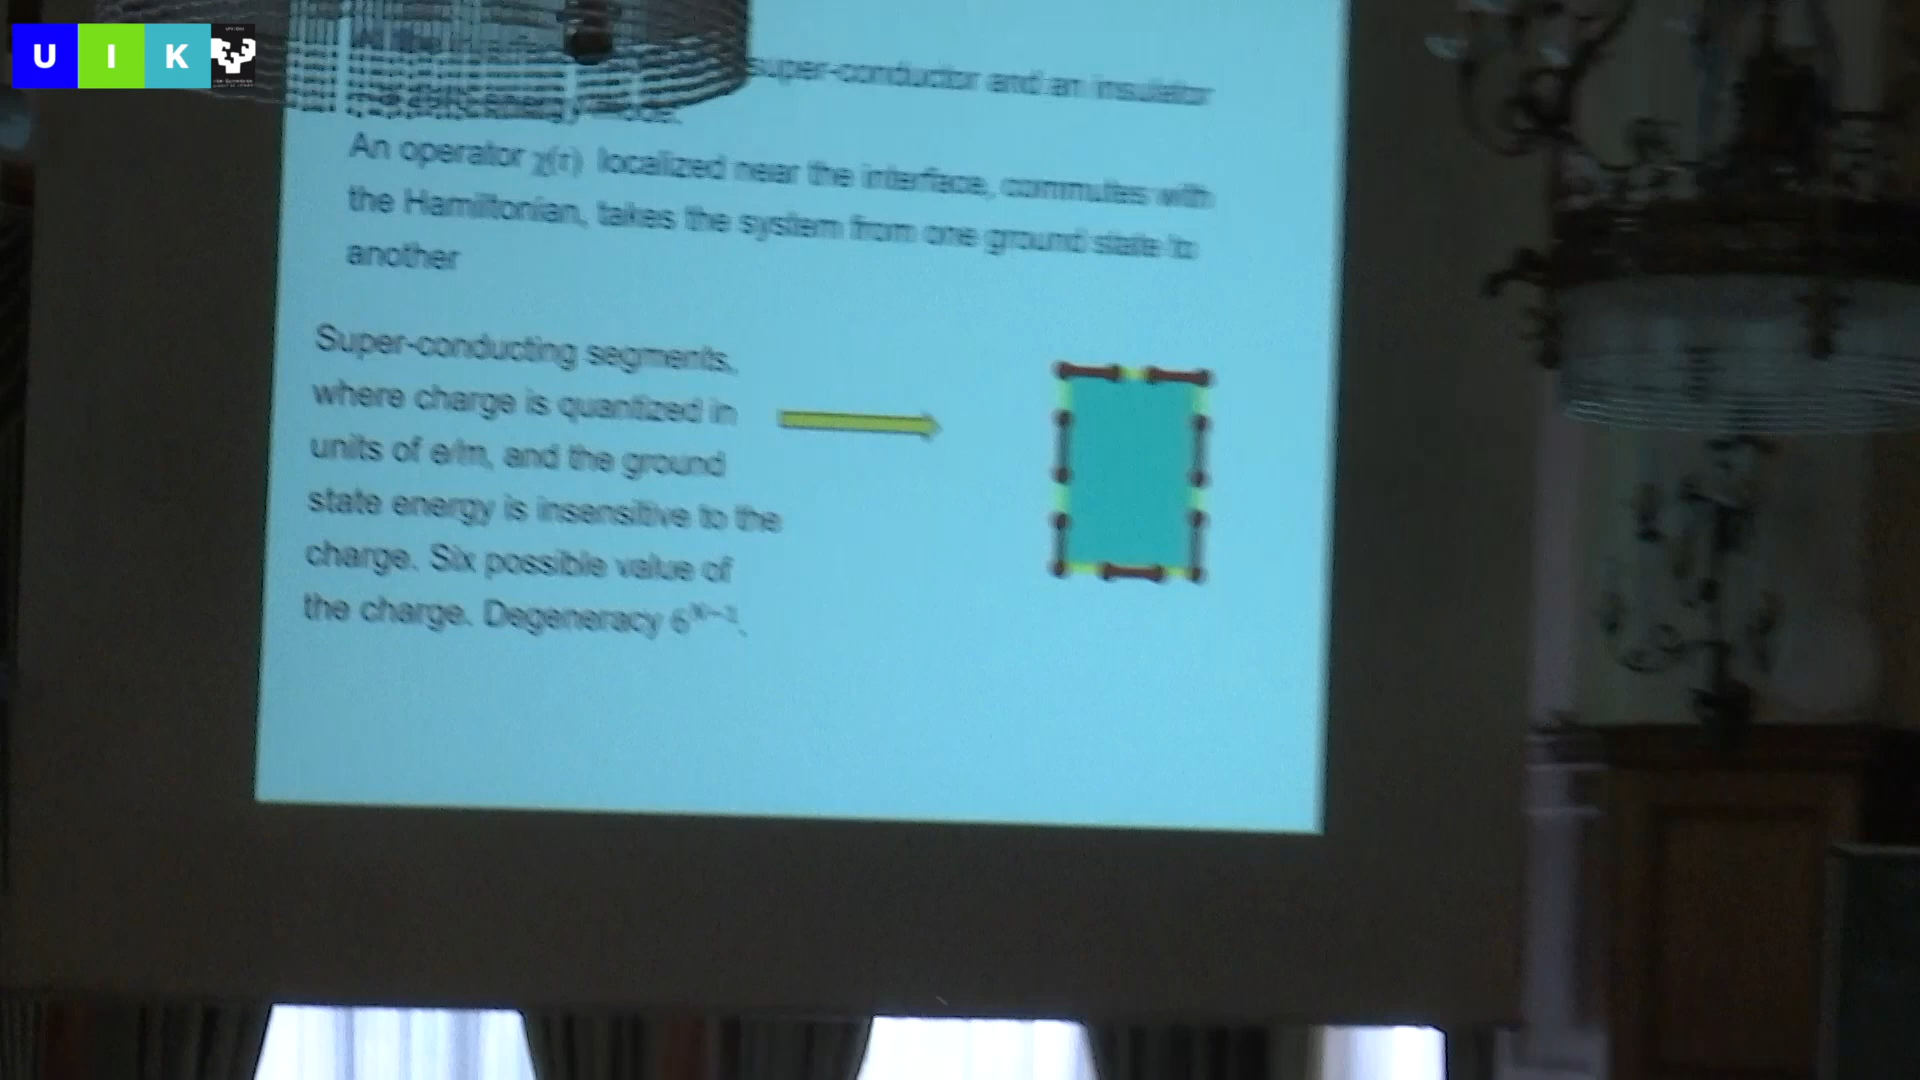 U I K
super-conductor and an insulator
An operator χ(r) localized near the interface, commutes with
the Hamiltonian, takes the system from one ground state to
another
Super-conducting segments,
where charge is quantized in
units of e/m, and the ground
state energy is insensitive to the
charge. Six possible value of
the charge. Degeneracy